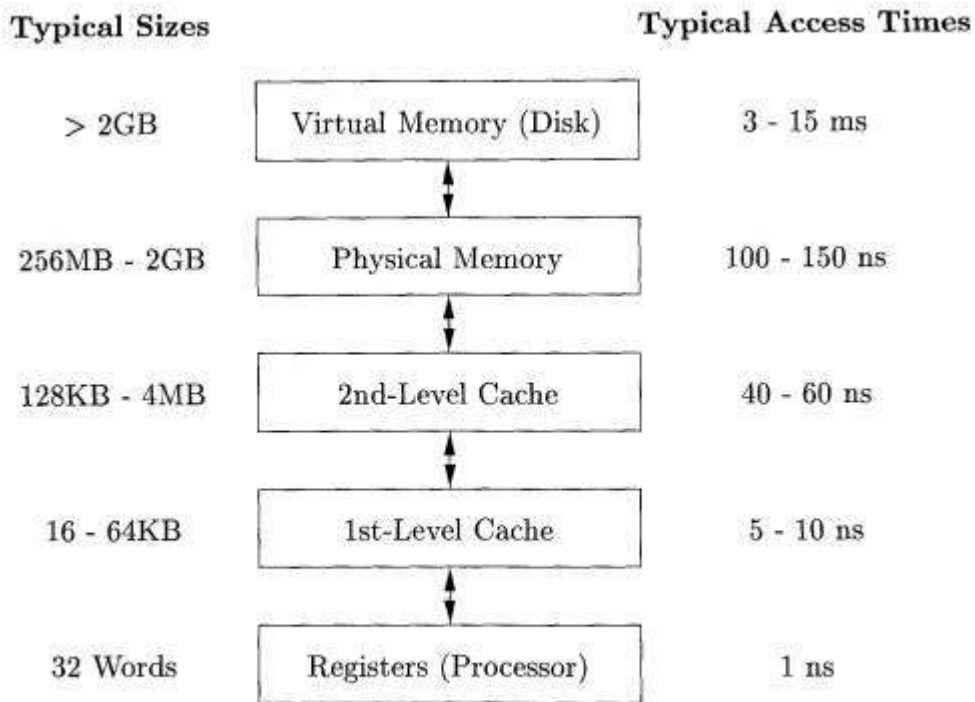 Typical Sizes Typical Access Times
> 2GB Virtual Memory (Disk) 3 - 15 ms
256MB - 2GB Physical Memory 100 - 150 ns
128KB - 4MB 2nd-Level Cache 40 - 60 ns
16 - 64KB 1st-Level Cache 5 - 10 ns
32 Words Registers (Processor) 1 ns